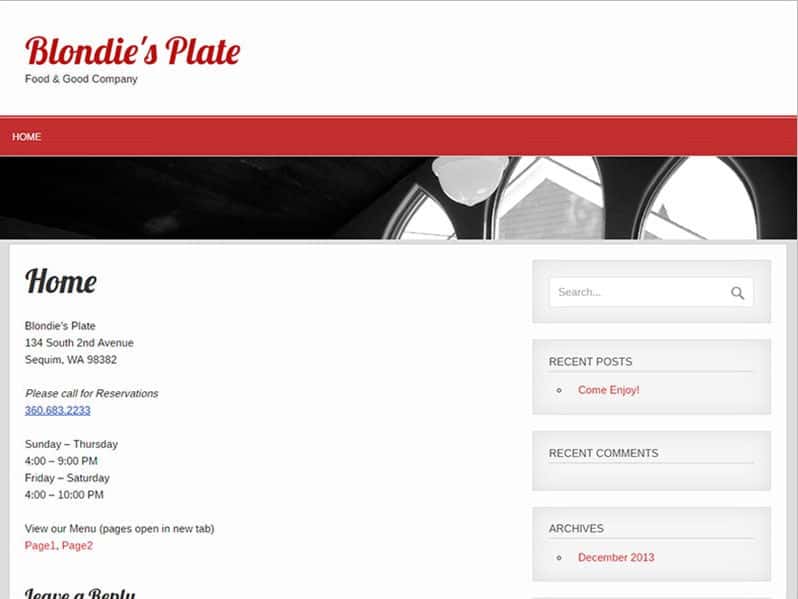 Blondie's Plate
Food & Good Company
HOME
Home
Blondie's Plate
134 South 2nd Avenue
Sequim, WA 98382
Please call for Reservations
360.683.2233
Sunday – Thursday
4:00 – 9:00 PM
Friday – Saturday
4:00 – 10:00 PM
View our Menu (pages open in new tab)
Page1, Page2
Leave a Reply
Search...
RECENT POSTS
Come Enjoy!
RECENT COMMENTS
ARCHIVES
December 2013